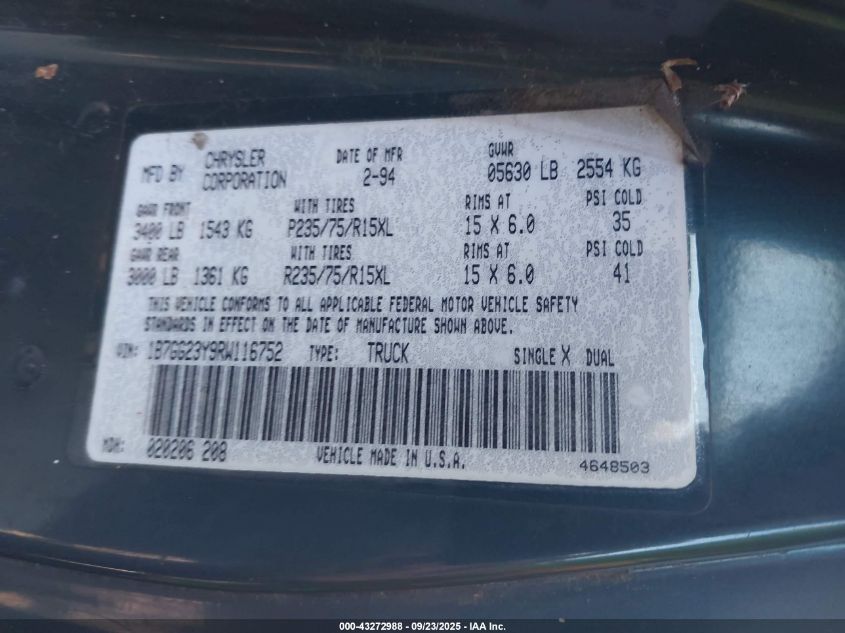 MFD BY CHRYSLER CORPORATION DATE OF MFR 2-94 GVWR 05630 LB 2554 KG
GAWR FRONT WITH TIRES RIMS AT PSI COLD
3400 LB 1543 KG P235/75/R15XL 15 X 6.0 35
GAWR REAR WITH TIRES RIMS AT PSI COLD
3000 LB 1361 KG R235/75/R15XL 15 X 6.0 41
THIS VEHICLE CONFORMS TO ALL APPLICABLE FEDERAL MOTOR VEHICLE SAFETY
STANDARDS IN EFFECT ON THE DATE OF MANUFACTURE SHOWN ABOVE.
VIN: 1B7GG23Y9RW116752 TYPE: TRUCK SINGLE X DUAL
MDH: 020206 208 VEHICLE MADE IN U.S.A. 4648503
000-43272988 - 09/23/2025 - IAA Inc.